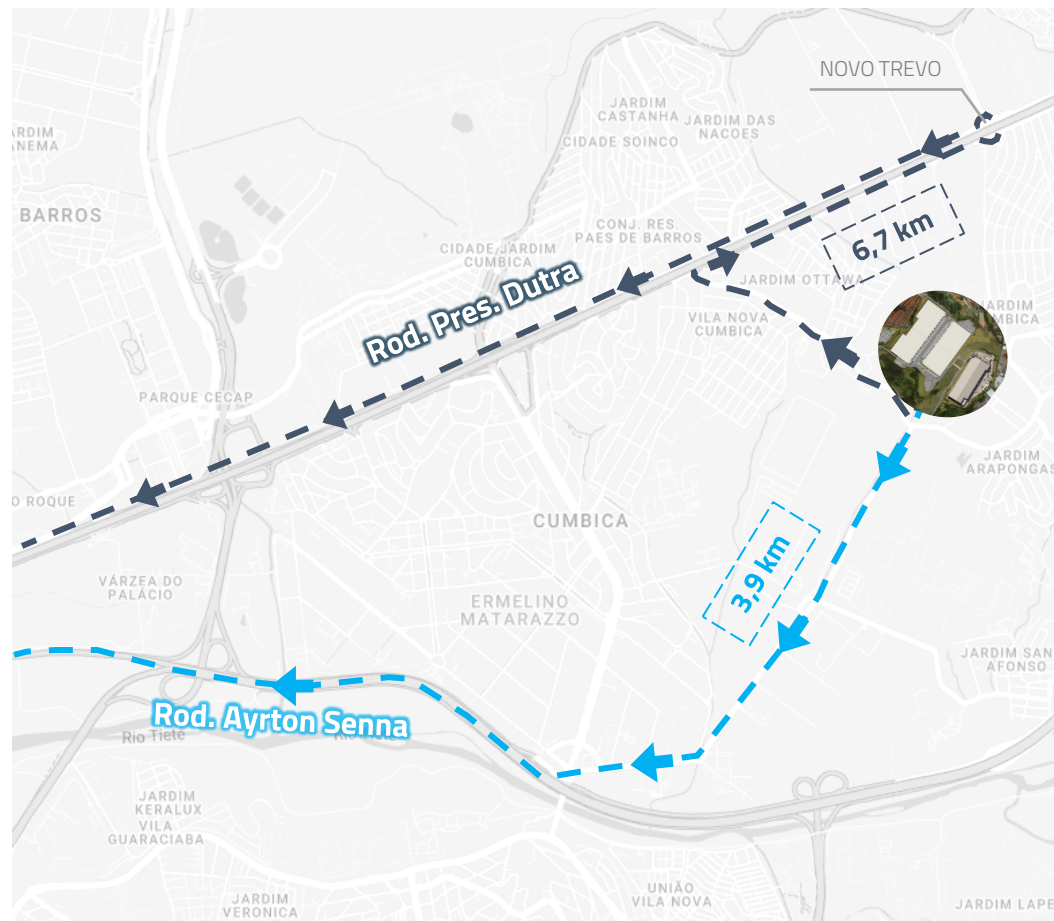 NOVO TREVO
JARDIM
CASTANHA
JARDIM DAS
NACOES
CIDADE SOINCO
ARDIM
ANEMA
BARROS
CONJ. RES.
PAES DE BARROS
6,7 km
CIDADE JARDIM
CUMBICA
Rod. Pres. Dutra
JARDIM OTTAWA
VILA NOVA
CUMBICA
JARDIM
MBICA
PARQUE CECAP
JARDIM
ARAPONGAS
O ROQUE
CUMBICA
3,9 km
VÁRZEA DO
PALÁCIO
ERMELINO
MATARAZZO
JARDIM SAN
AFONSO
Rod. Ayrton Senna
Rio Tiete
JARDIM
KERALUX
VILA
GUARACIABA
JARDIM
VERONICA
UNIÃO
VILA NOVA
JARDIM LAPE